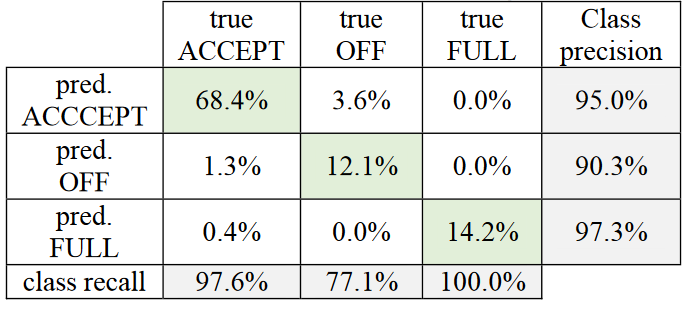 true ACCEPT true OFF true FULL Class precision
pred. ACCCEPT 68.4% 3.6% 0.0% 95.0%
pred. OFF 1.3% 12.1% 0.0% 90.3%
pred. FULL 0.4% 0.0% 14.2% 97.3%
class recall 97.6% 77.1% 100.0%